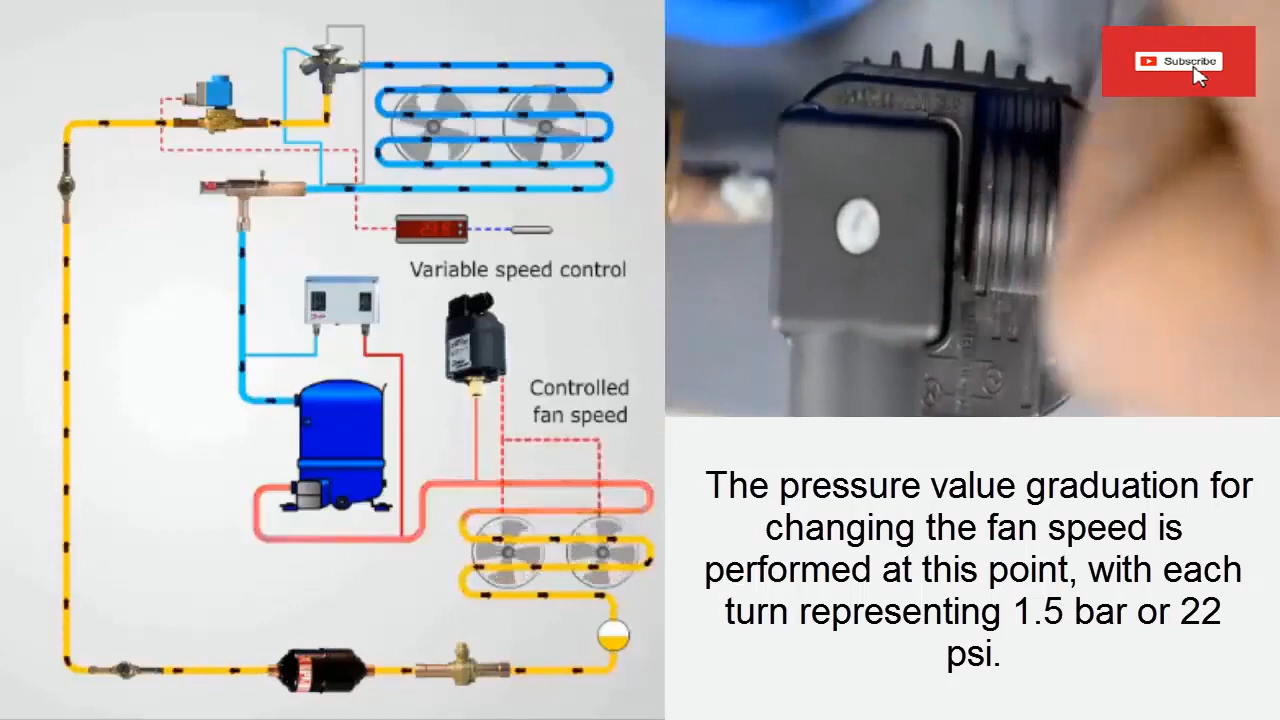 Subscribe
Variable speed control
Controlled
fan speed
The pressure value graduation for
changing the fan speed is
performed at this point, with each
turn representing 1.5 bar or 22
psi.